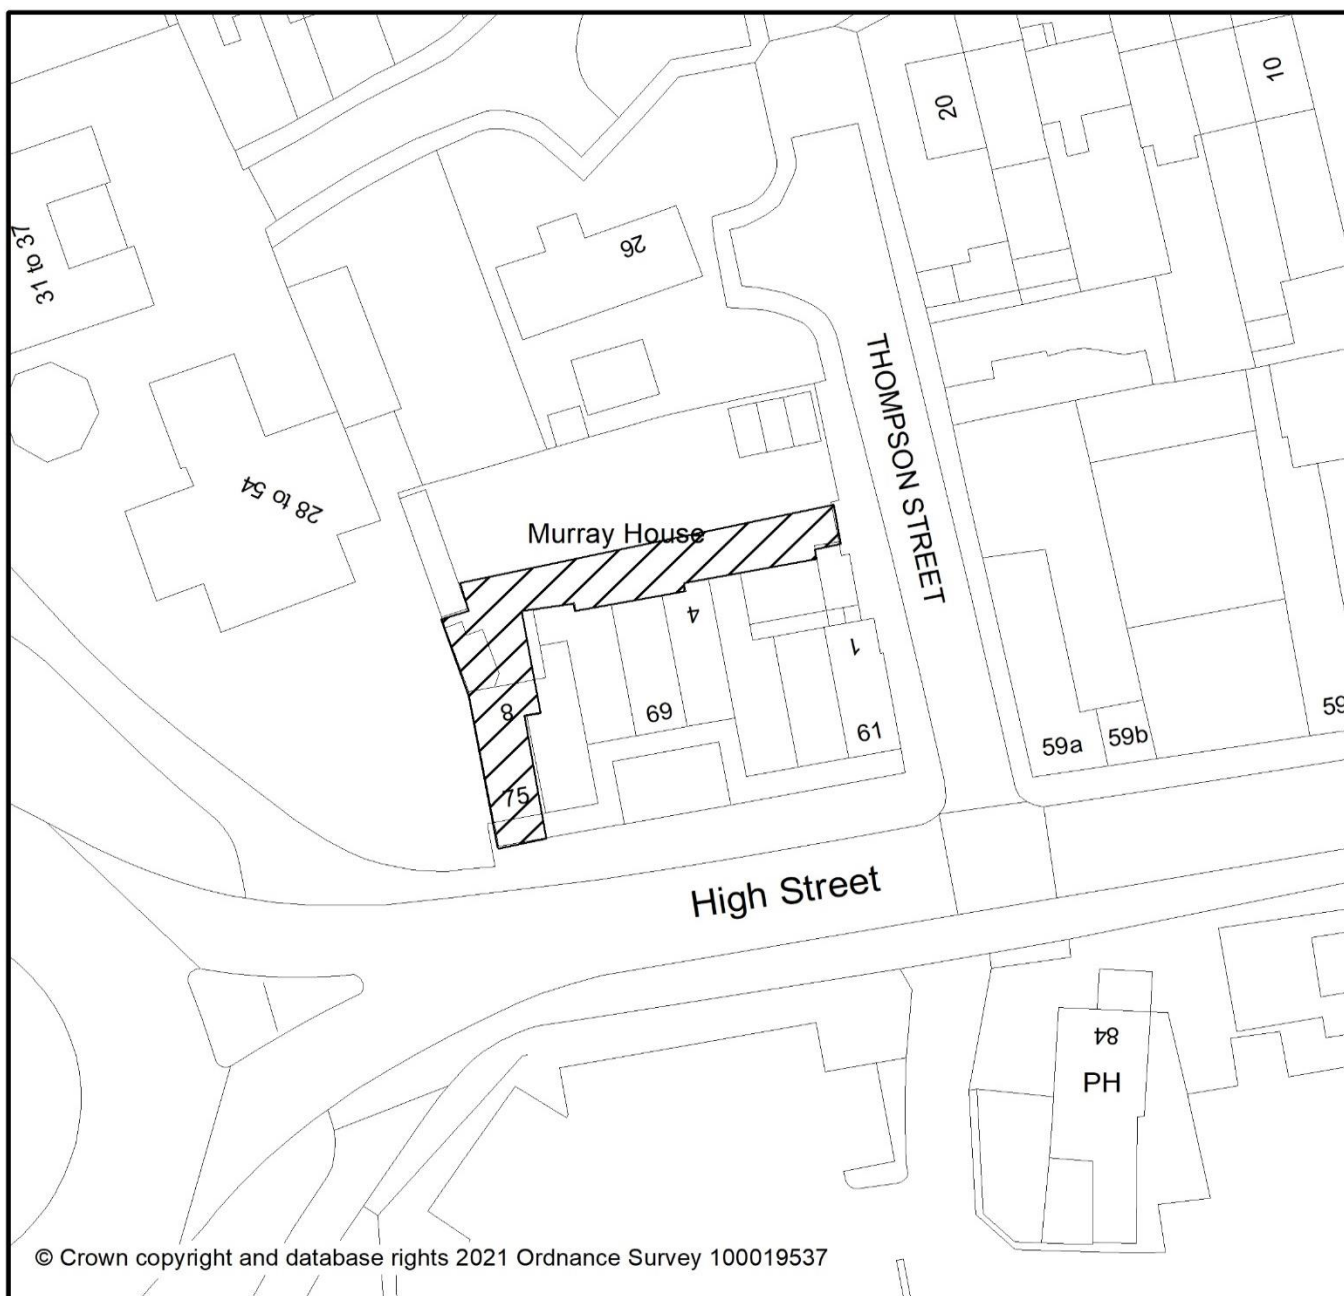 10
20
31 to 37
26
THOMPSON STREET
28 to 54
Murray House
4
1
8
69
61
59a
59b
59
75
High Street
84
PH
© Crown copyright and database rights 2021 Ordnance Survey 100019537